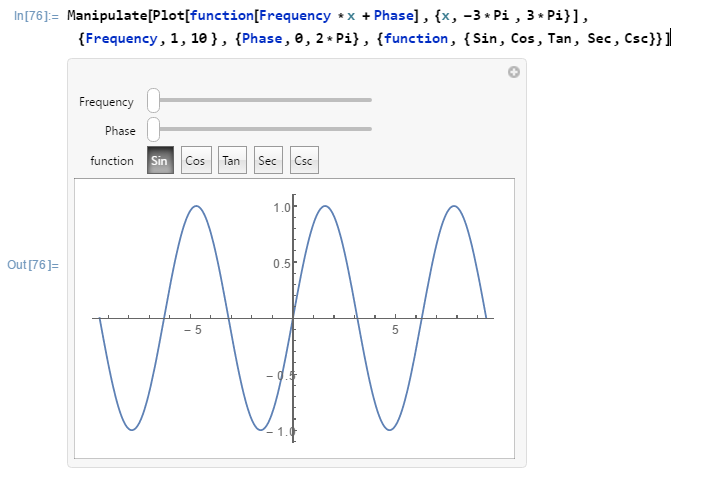 In[76]:= Manipulate[Plot[function[Frequency *x + Phase], {x, -3*Pi, 3*Pi}],
{Frequency, 1, 10}, {Phase, 0, 2*Pi}, {function, {Sin, Cos, Tan, Sec, Csc}}]
Frequency
Phase
function Sin Cos Tan Sec Csc
1.0
0.5
Out[76]=
-5 5
-0.5
-1.0